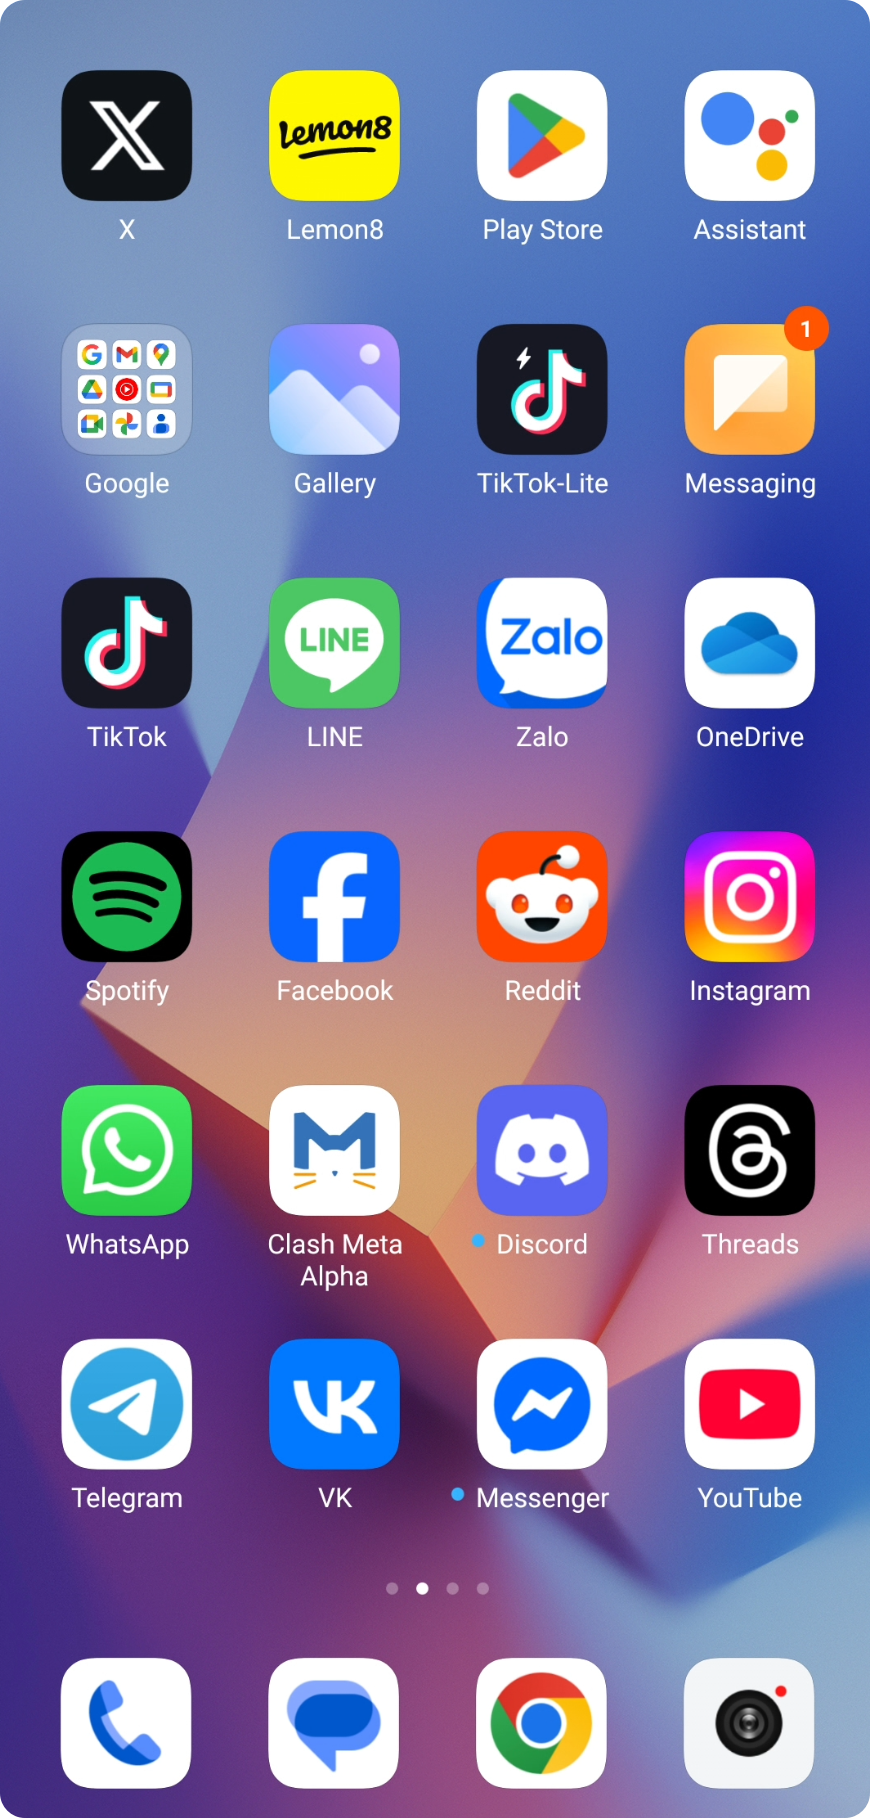 Lemon8
X
Lemon8
Play Store
Assistant
1
Google
Gallery
TikTok-Lite
Messaging
LINE
Zalo
TikTok
LINE
Zalo
OneDrive
Spotify
Facebook
Reddit
Instagram
WhatsApp
Clash Meta
Alpha
Discord
Threads
VK
Telegram
VK
Messenger
YouTube